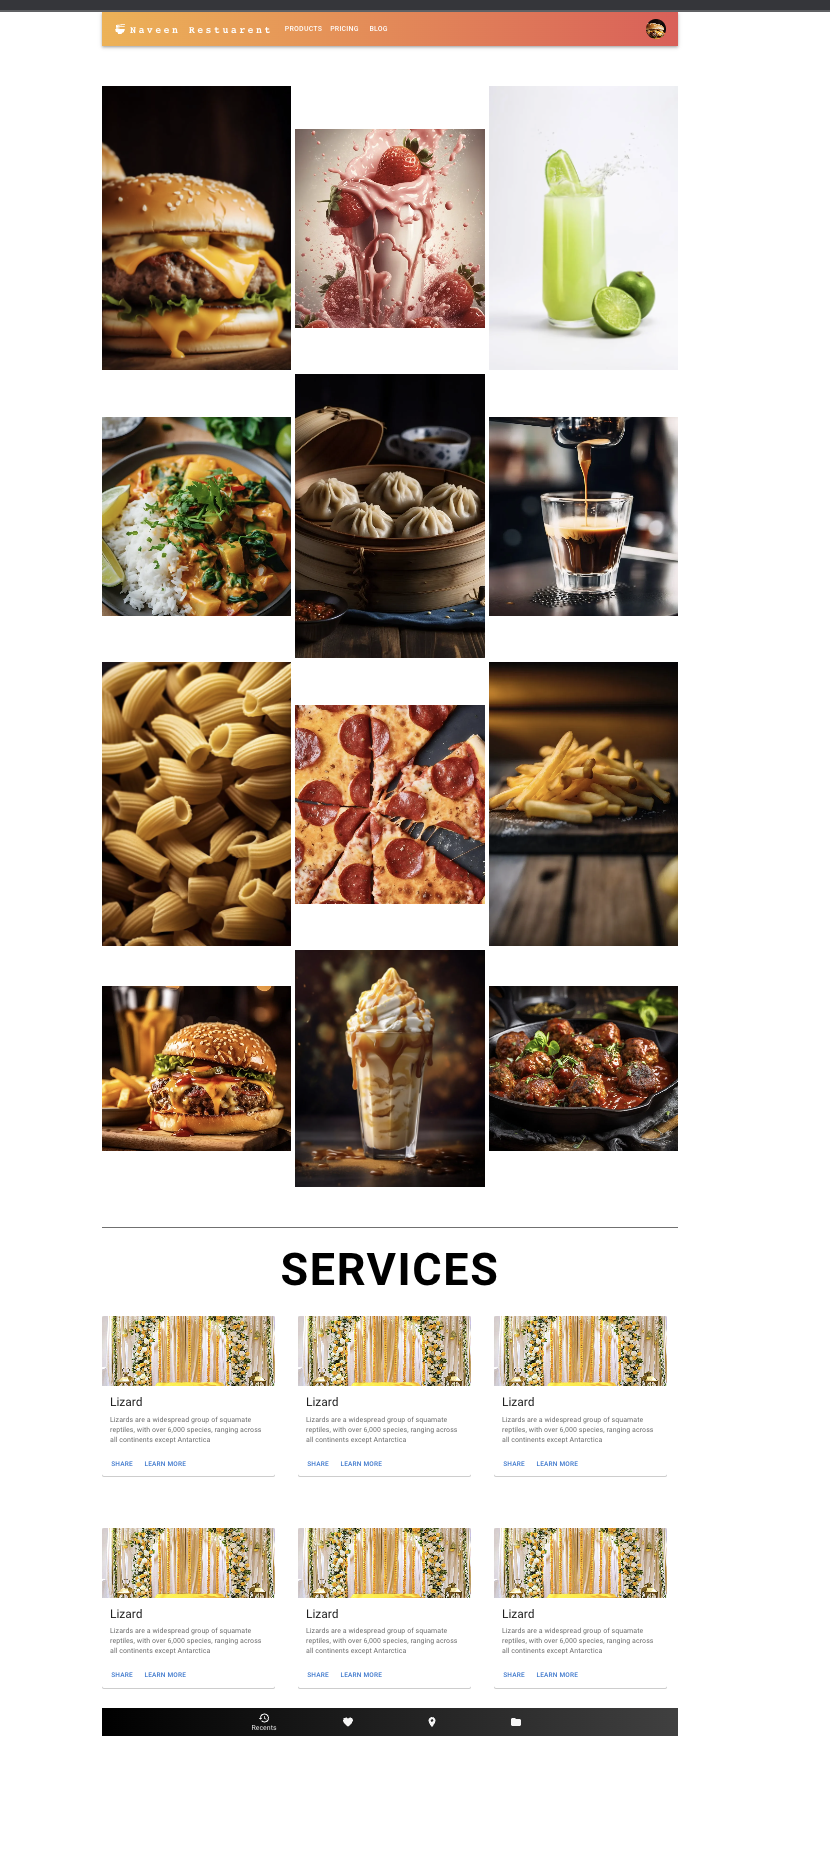 Naveen Restuarent PRODUCTS PRICING BLOG
SERVICES
Lizard
Lizards are a widespread group of squamate
reptiles, with over 6,000 species, ranging across
all continents except Antarctica
SHARE LEARN MORE
Lizard
Lizards are a widespread group of squamate
reptiles, with over 6,000 species, ranging across
all continents except Antarctica
SHARE LEARN MORE
Lizard
Lizards are a widespread group of squamate
reptiles, with over 6,000 species, ranging across
all continents except Antarctica
SHARE LEARN MORE
Lizard
Lizards are a widespread group of squamate
reptiles, with over 6,000 species, ranging across
all continents except Antarctica
SHARE LEARN MORE
Lizard
Lizards are a widespread group of squamate
reptiles, with over 6,000 species, ranging across
all continents except Antarctica
SHARE LEARN MORE
Lizard
Lizards are a widespread group of squamate
reptiles, with over 6,000 species, ranging across
all continents except Antarctica
SHARE LEARN MORE
Recents